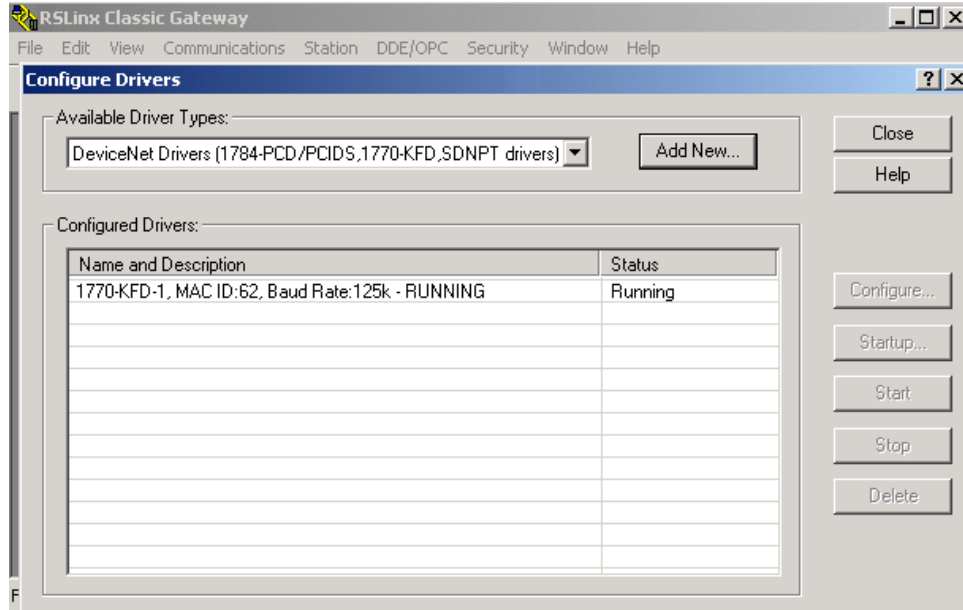 RSLinx Classic Gateway
File Edit View Communications Station DDE/OPC Security Window Help
Configure Drivers
Available Driver Types:
DeviceNet Drivers (1784-PCD/PCIDS,1770-KFD,SDNPT drivers)
Add New...
Close
Help
Configured Drivers:
Name and Description Status
1770-KFD-1, MAC ID:62, Baud Rate:125k - RUNNING Running
Configure...
Startup...
Start
Stop
Delete
F